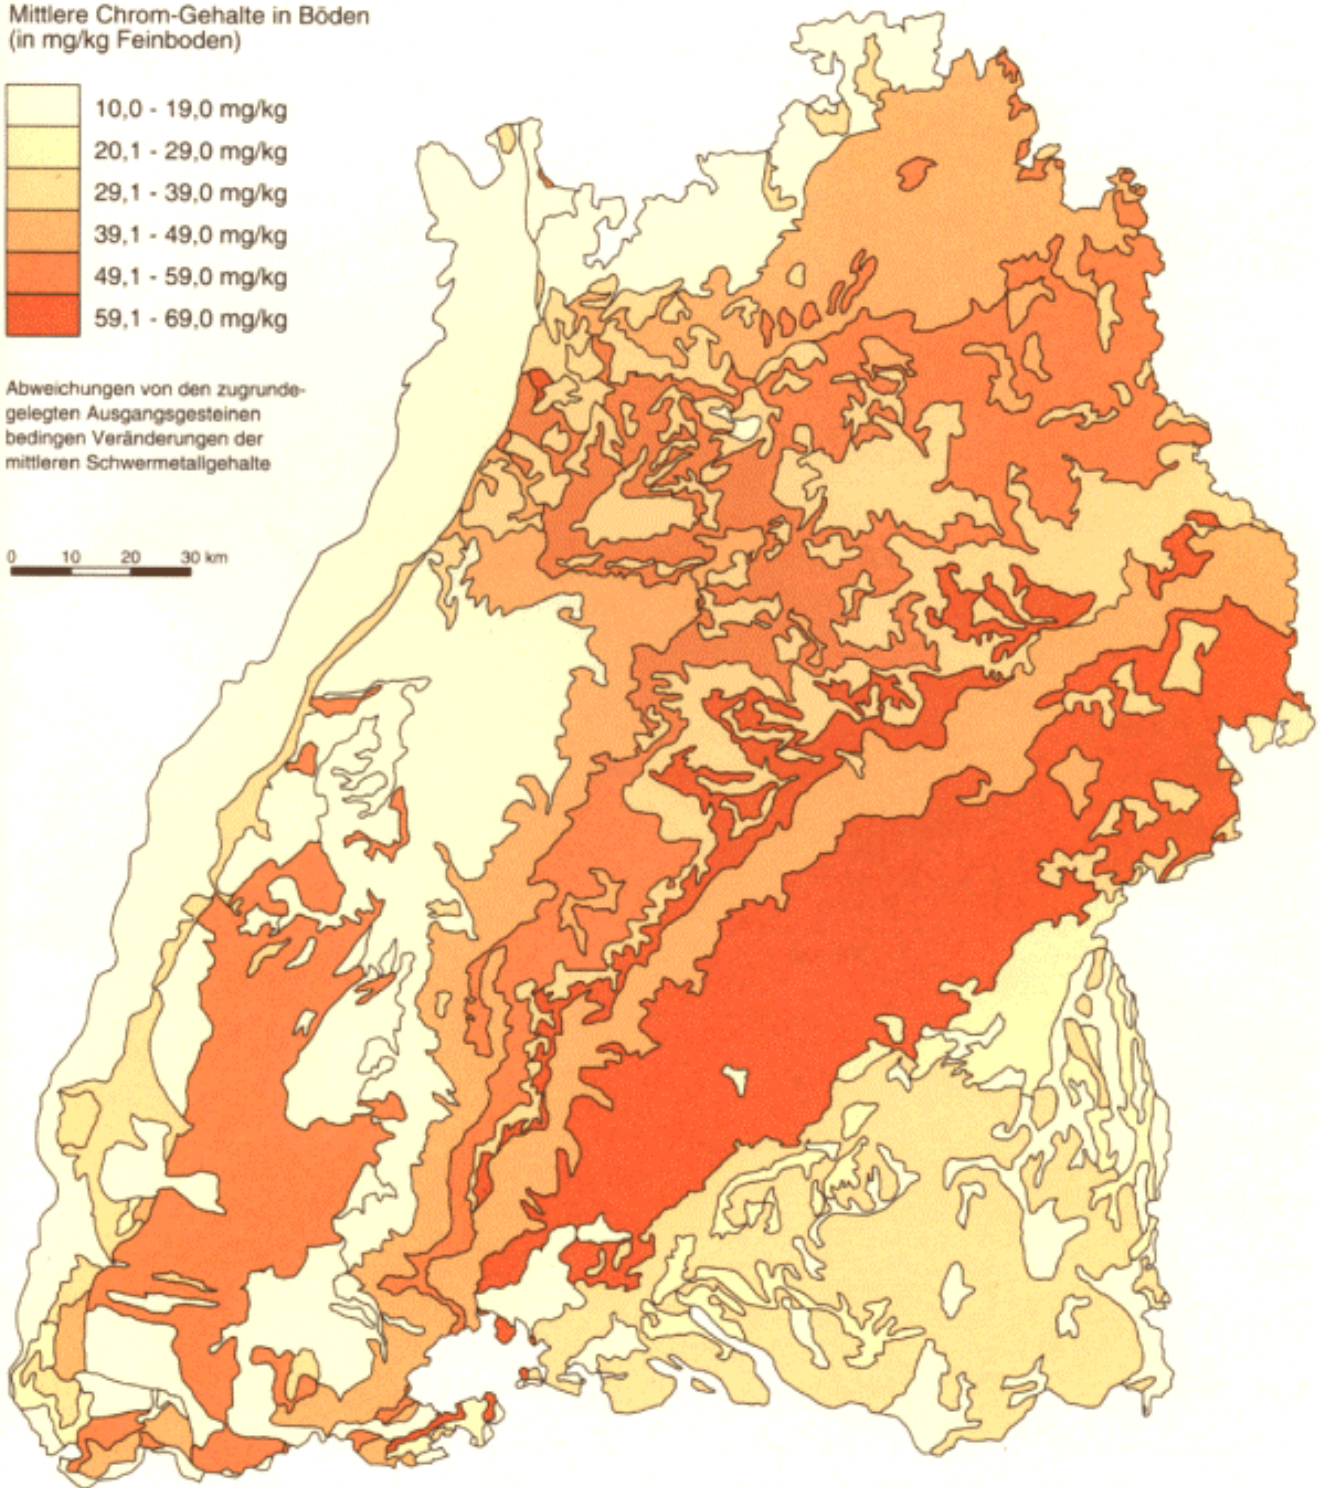 Mittlere Chrom-Gehalte in Böden
(in mg/kg Feinboden)
10,0 - 19,0 mg/kg
20,1 - 29,0 mg/kg
29,1 - 39,0 mg/kg
39,1 - 49,0 mg/kg
49,1 - 59,0 mg/kg
59,1 - 69,0 mg/kg
Abweichungen von den zugrunde-
gelegten Ausgangsgesteinen
bedingen Veränderungen der
mittleren Schwermetallgehalte
0 10 20 30 km